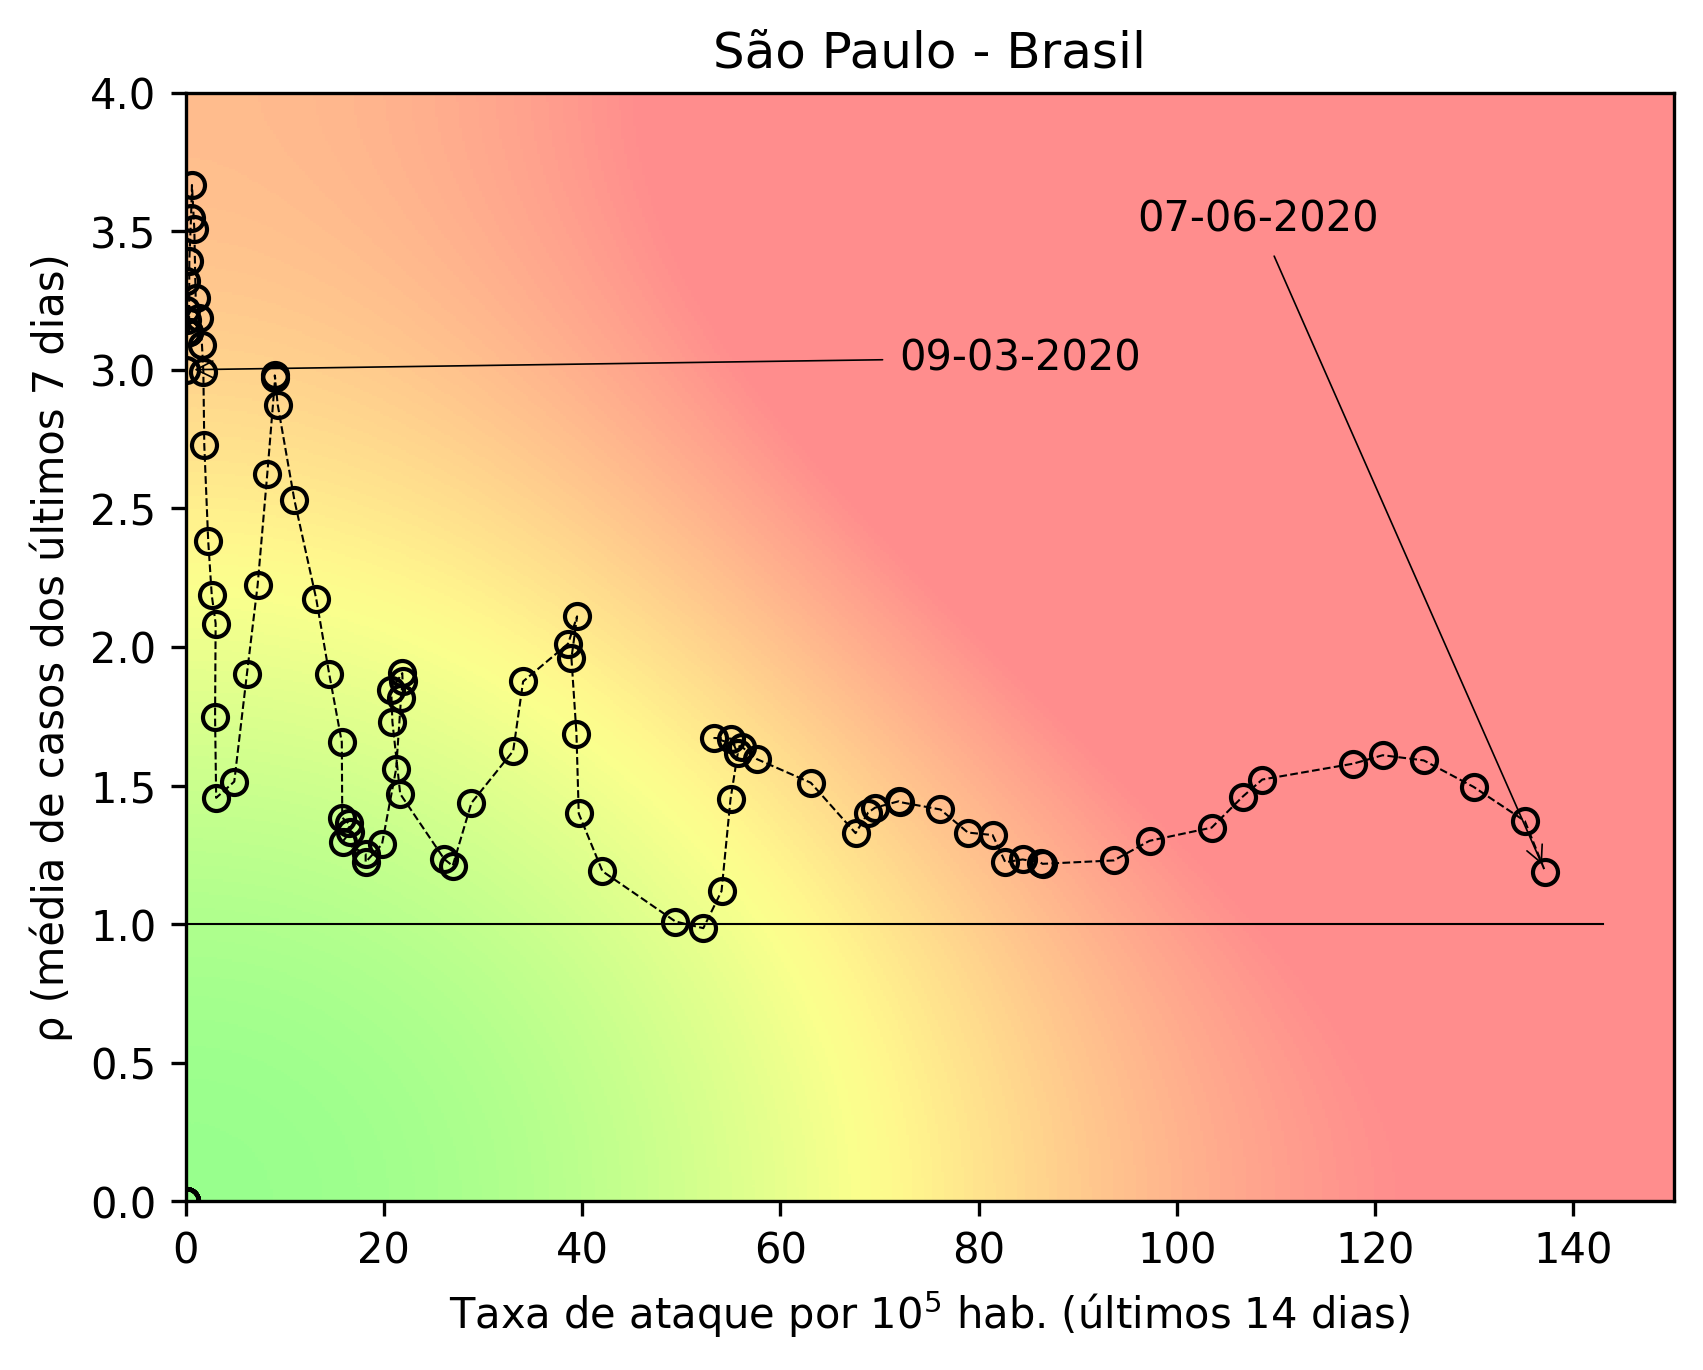 São Paulo - Brasil
4.0
3.5
3.0
2.5
2.0
1.5
1.0
0.5
0.0
ρ (média de casos dos últimos 7 dias)
07-06-2020
09-03-2020
0 20 40 60 80 100 120 140
Taxa de ataque por 10⁵ hab. (últimos 14 dias)